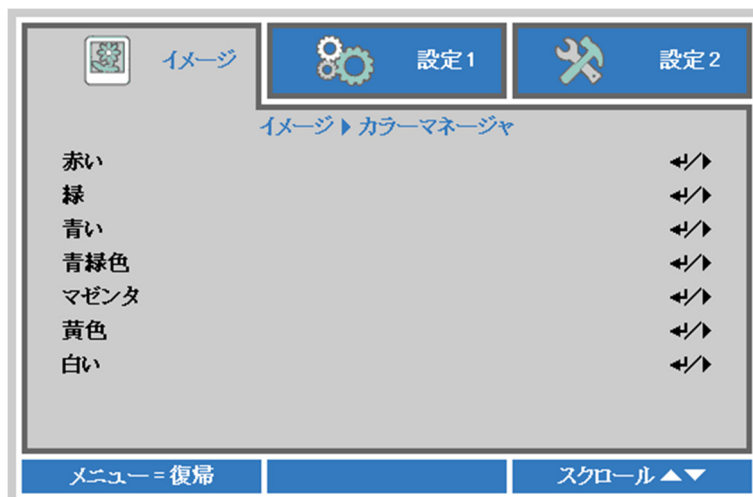 イメージ 設定1 設定2
イメージ▶カラーマネージャ
赤い ↵/▶
緑 ↵/▶
青い ↵/▶
青緑色 ↵/▶
マゼンタ ↵/▶
黄色 ↵/▶
白い ↵/▶
メニュー=復帰 スクロール▲▼